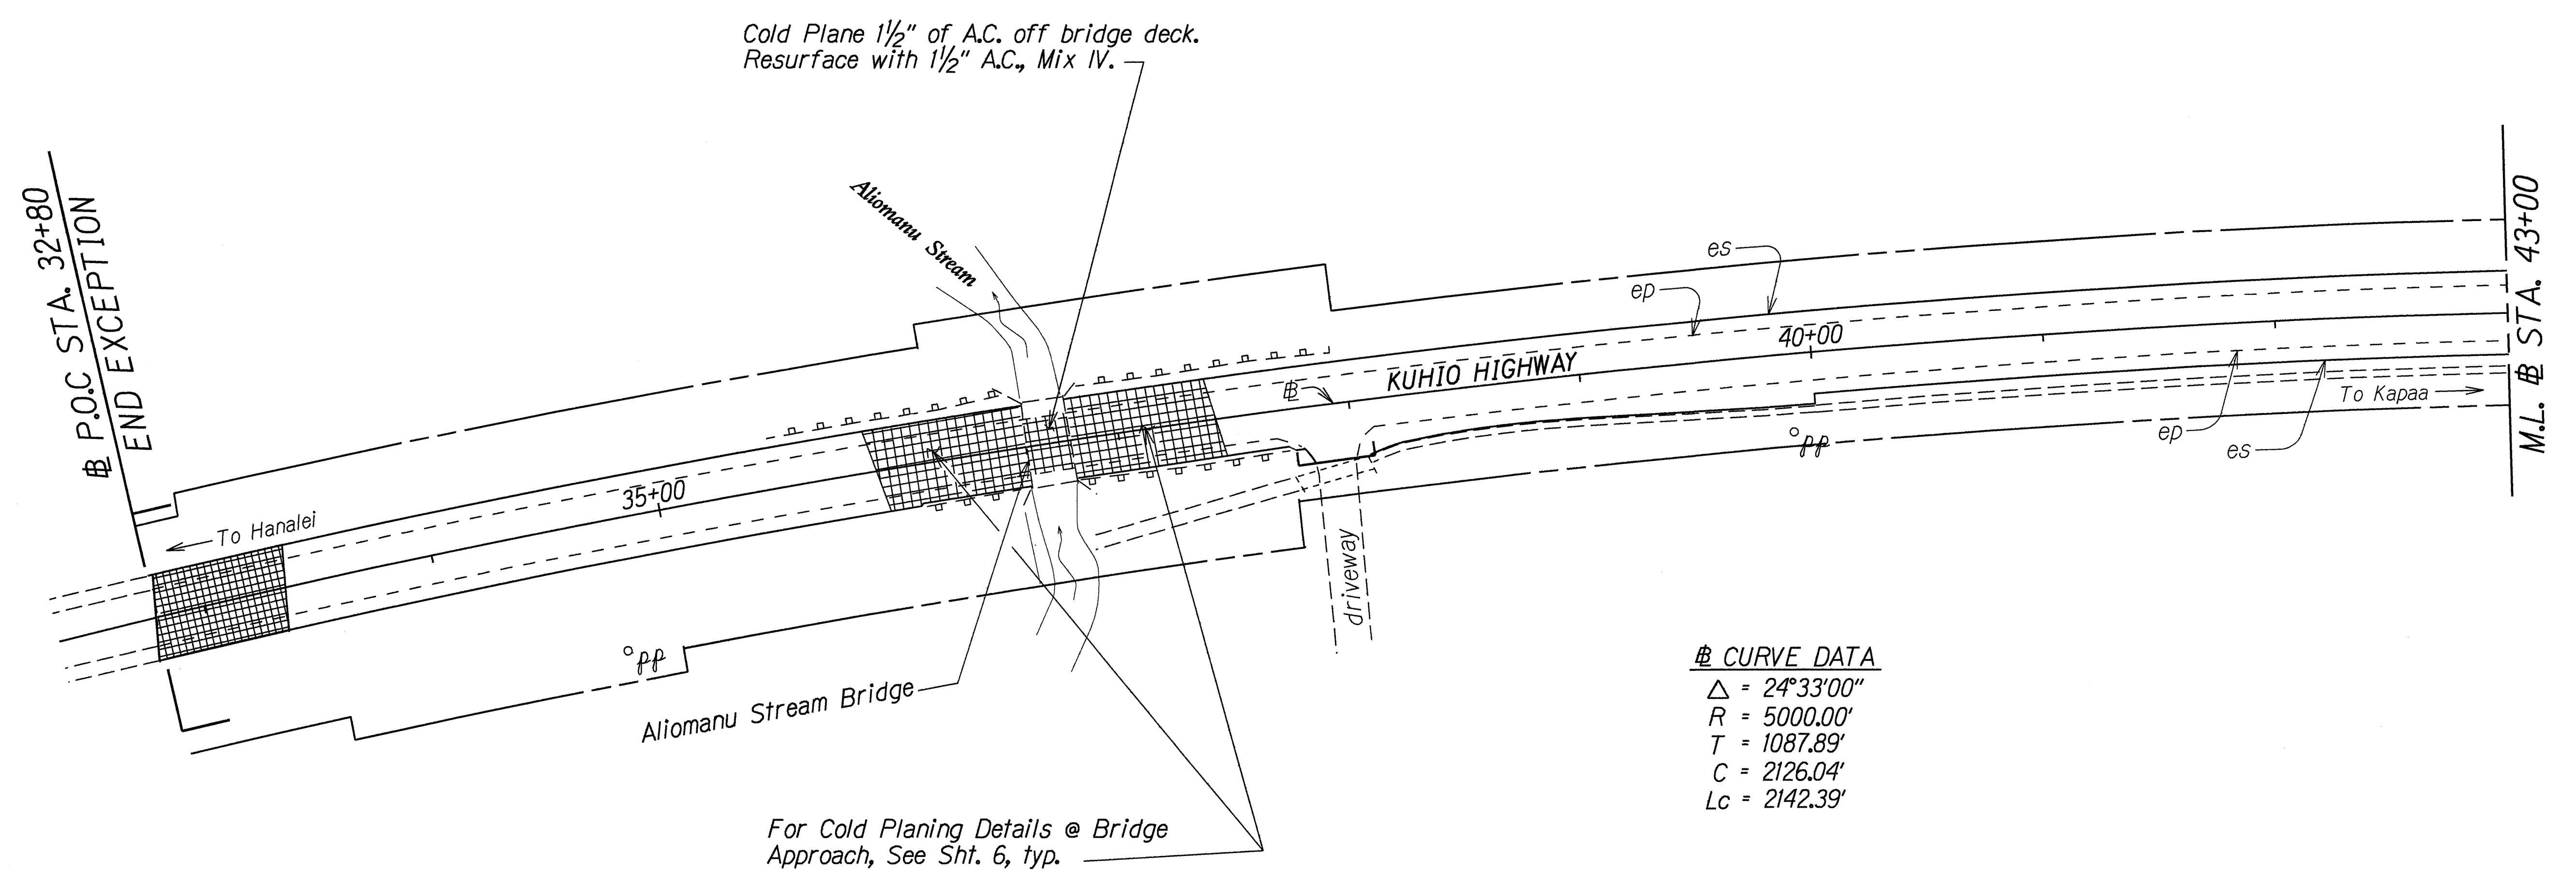 Cold Plane 1½" of A.C. off bridge deck.
Resurface with 1½" A.C., Mix IV.
℄ P.O.C STA. 32+80
END EXCEPTION
Aliomanu Stream
To Hanalei
35+00
KUHIO HIGHWAY
℄
es
ep
40+00
M.L. ℄ STA. 43+00
To Kapaa
ep
es
pp
pp
driveway
Aliomanu Stream Bridge
For Cold Planing Details @ Bridge
Approach, See Sht. 6, typ.
℄ CURVE DATA
Δ = 24°33'00"
R = 5000.00'
T = 1087.89'
C = 2126.04'
Lc = 2142.39'